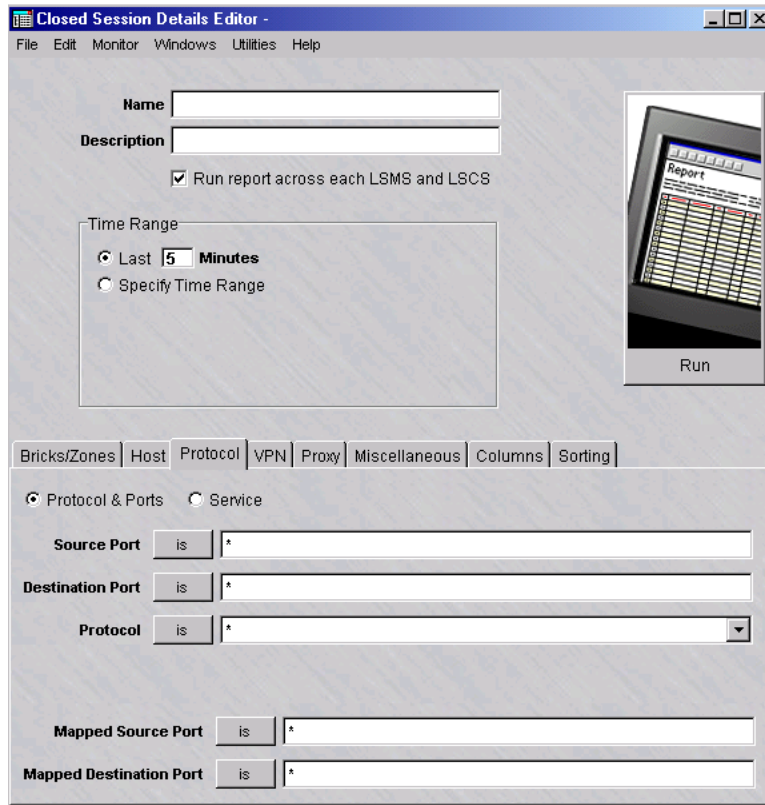 Closed Session Details Editor -
File Edit Monitor Windows Utilities Help
Name
Description
Run report across each LSMS and LSCS
Time Range
Last 5 Minutes
Specify Time Range
Report
Run
Bricks/Zones Host Protocol VPN Proxy Miscellaneous Columns Sorting
Protocol & Ports Service
Source Port is *
Destination Port is *
Protocol is *
Mapped Source Port is *
Mapped Destination Port is *